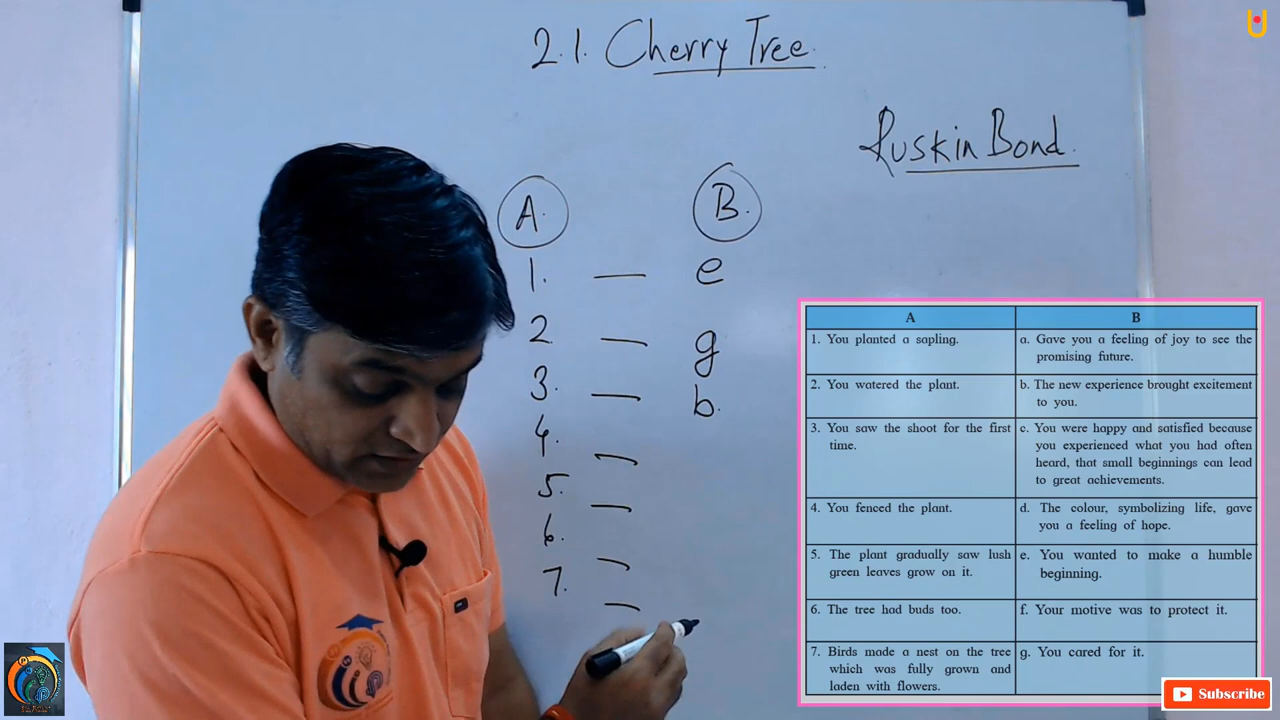 2.1. Cherry Tree.
Ruskin Bond.
A. B.
1. — e
2. — g
3. — b.
4. —
5. —
6. —
7. —
A B
1. You planted a sapling.
a. Gave you a feeling of joy to see the
promising future.
2. You watered the plant.
b. The new experience brought excitement
to you.
3. You saw the shoot for the first
time.
c. You were happy and satisfied because
you experienced what you had often
heard, that small beginnings can lead
to great achievements.
4. You fenced the plant.
d. The colour, symbolizing life, gave
you a feeling of hope.
5. The plant gradually saw lush
green leaves grow on it.
e. You wanted to make a humble
beginning.
6. The tree had buds too.
f. Your motive was to protect it.
7. Birds made a nest on the tree
which was fully grown and
laden with flowers.
g. You cared for it.
Subscribe